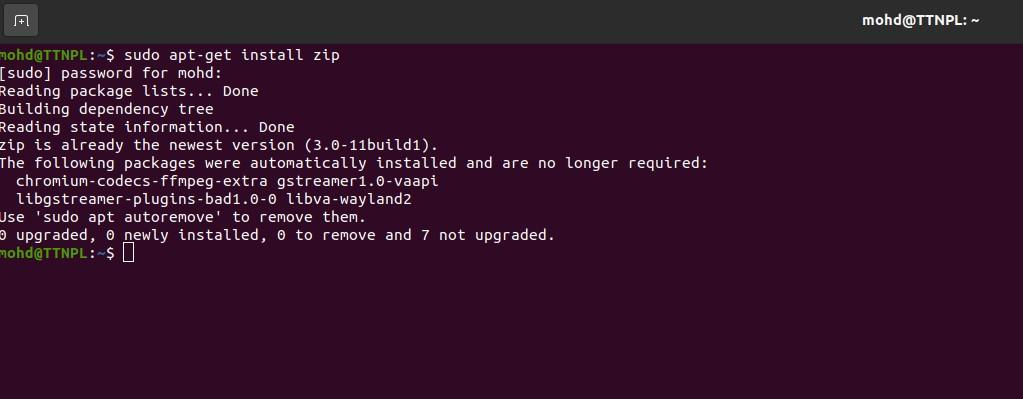 mohd@TTNPL: ~
mohd@TTNPL:~$ sudo apt-get install zip
[sudo] password for mohd:
Reading package lists... Done
Building dependency tree
Reading state information... Done
zip is already the newest version (3.0-11build1).
The following packages were automatically installed and are no longer required:
  chromium-codecs-ffmpeg-extra gstreamer1.0-vaapi
  libgstreamer-plugins-bad1.0-0 libva-wayland2
Use 'sudo apt autoremove' to remove them.
0 upgraded, 0 newly installed, 0 to remove and 7 not upgraded.
mohd@TTNPL:~$